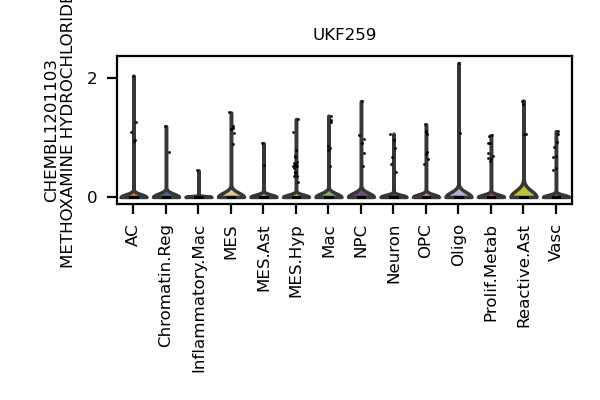 UKF259
CHEMBL1201103
METHOXAMINE HYDROCHLORIDE
2
0
AC
Chromatin.Reg
Inflammatory.Mac
MES
MES.Ast
MES.Hyp
Mac
NPC
Neuron
OPC
Oligo
Prolif.Metab
Reactive.Ast
Vasc